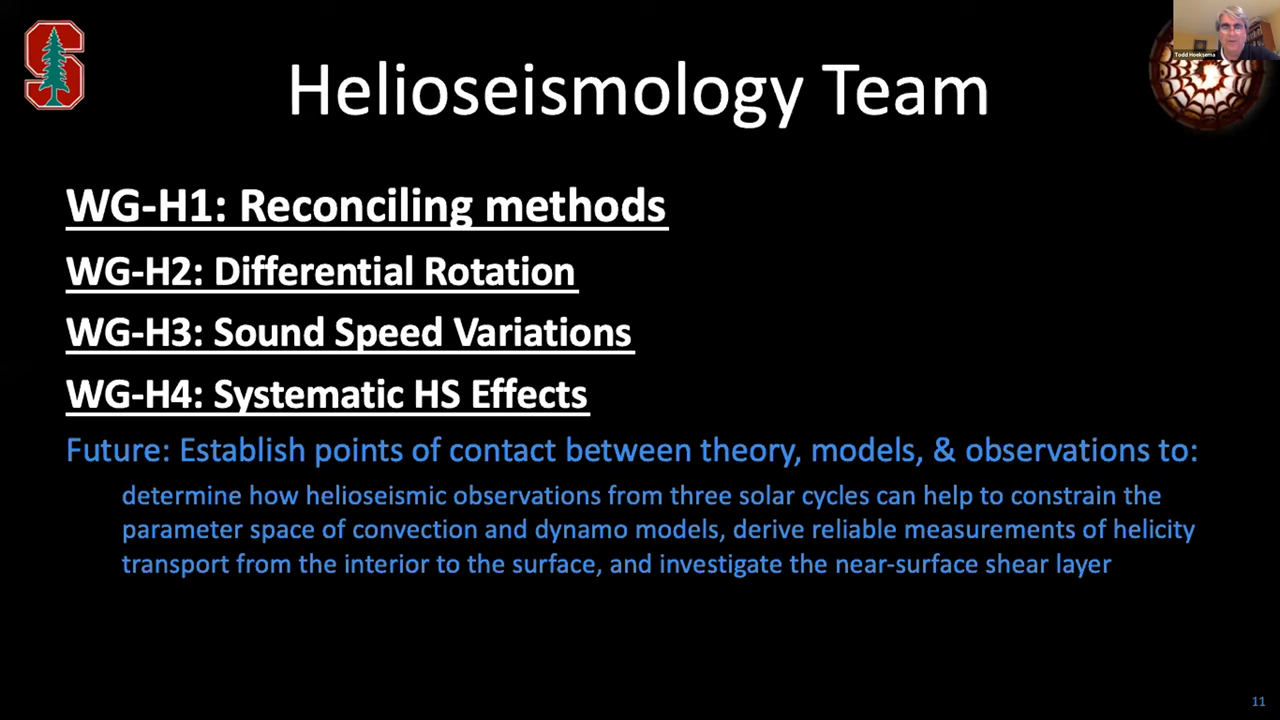 Helioseismology Team
Todd Hoeksema
WG-H1: Reconciling methods
WG-H2: Differential Rotation
WG-H3: Sound Speed Variations
WG-H4: Systematic HS Effects
Future: Establish points of contact between theory, models, & observations to:
determine how helioseismic observations from three solar cycles can help to constrain the
parameter space of convection and dynamo models, derive reliable measurements of helicity
transport from the interior to the surface, and investigate the near-surface shear layer
11